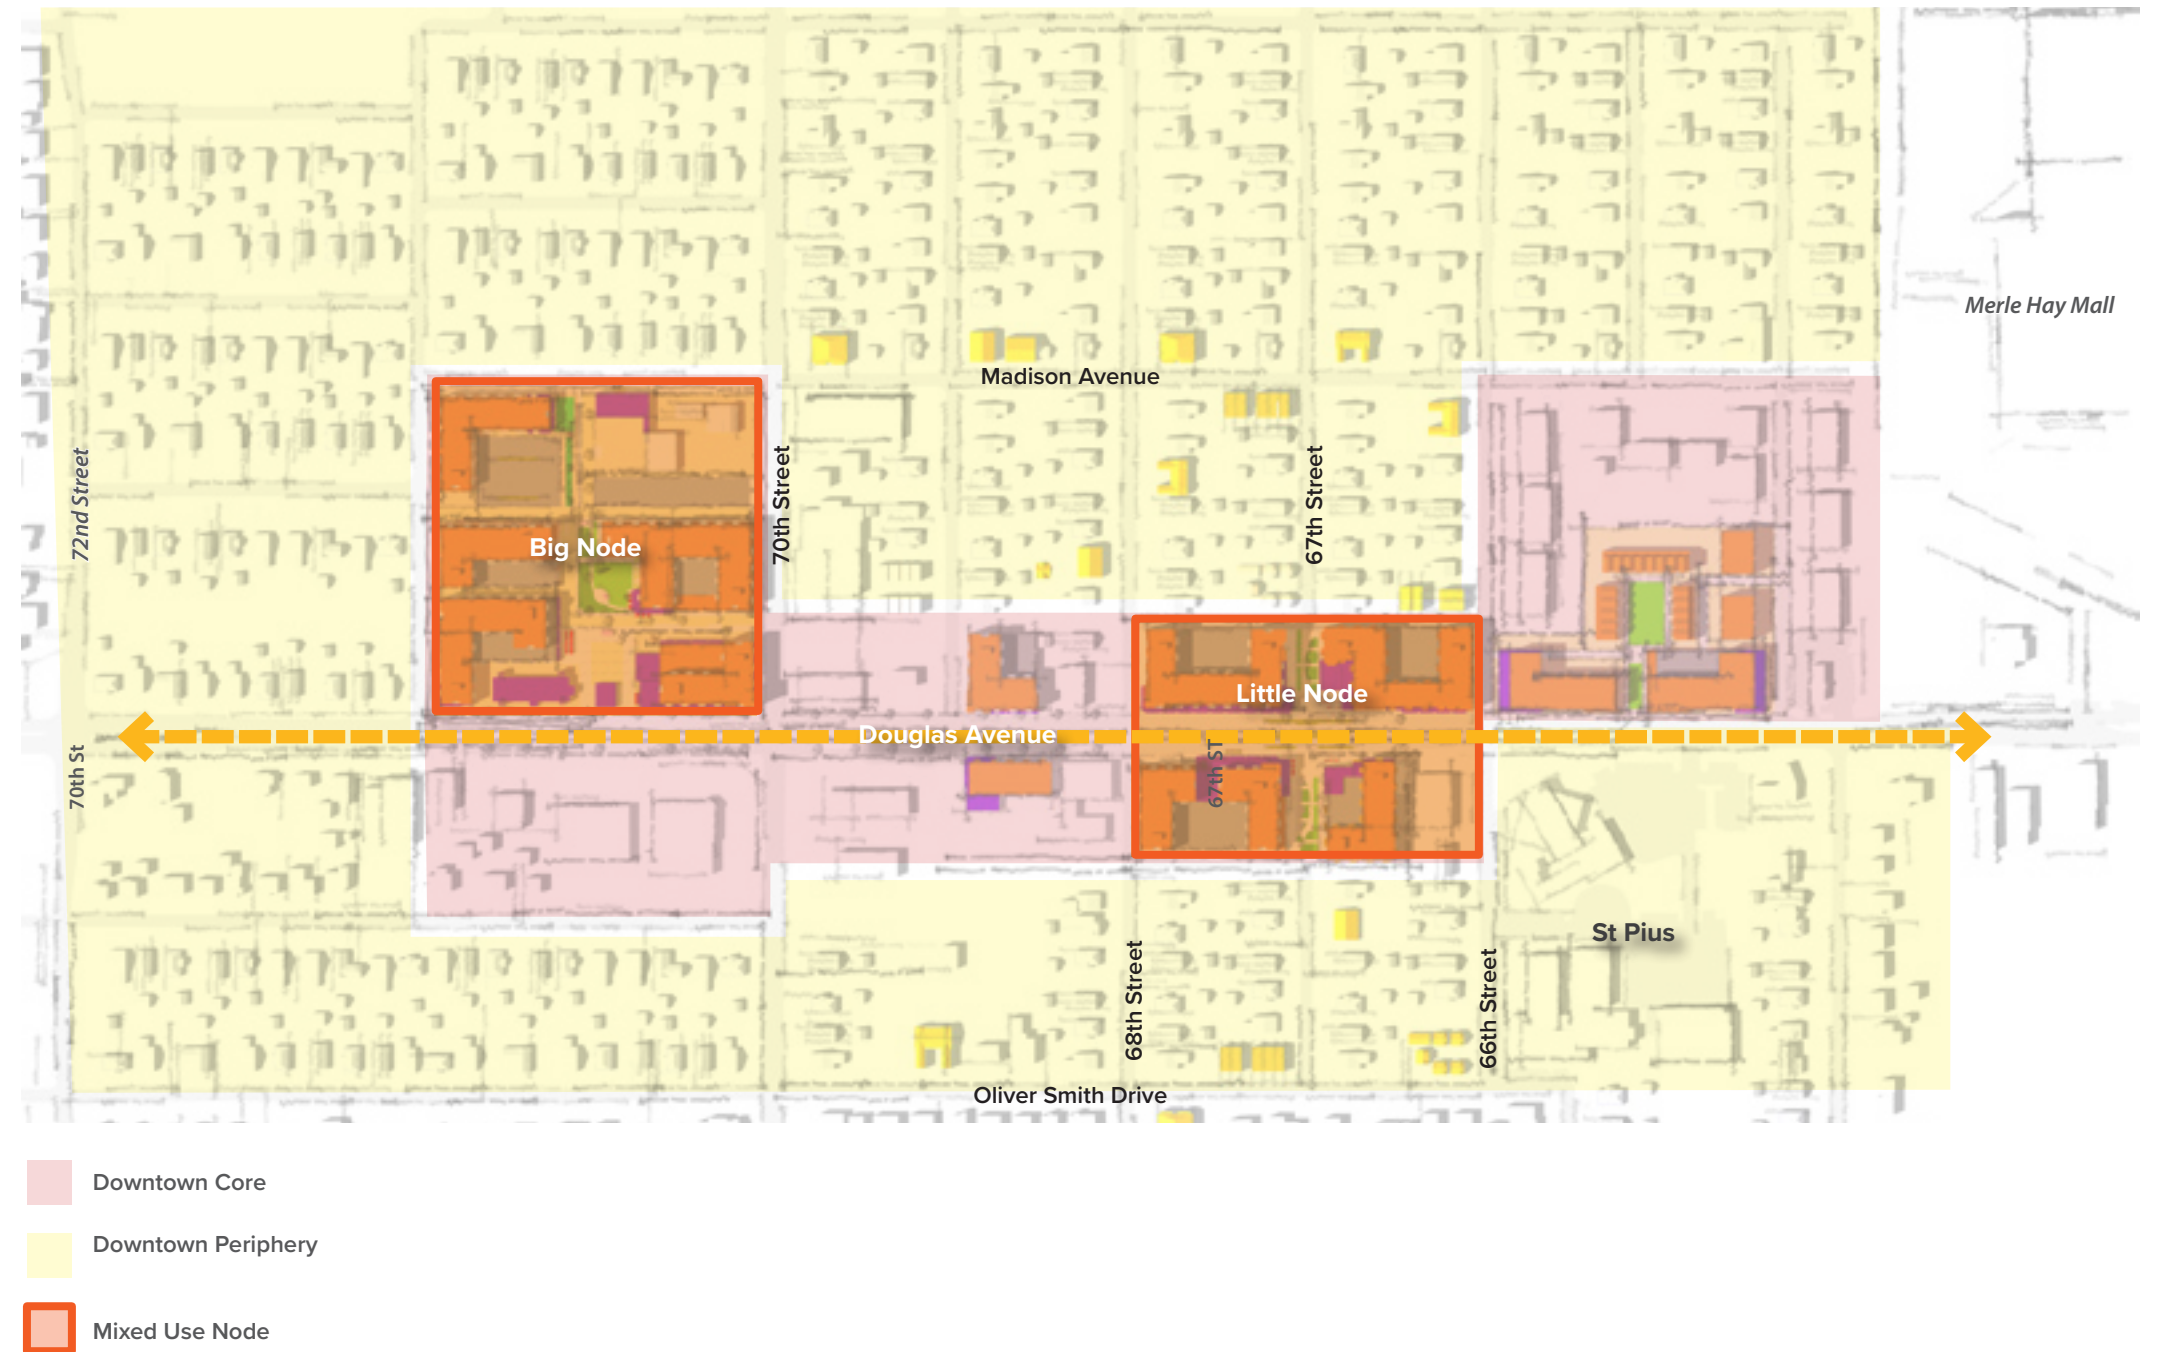 Merle Hay Mall
Madison Avenue
72nd Street
70th Street
67th Street
Big Node
Little Node
Douglas Avenue
70th St
67th ST
St Pius
68th Street
66th Street
Oliver Smith Drive
Downtown Core
Downtown Periphery
Mixed Use Node